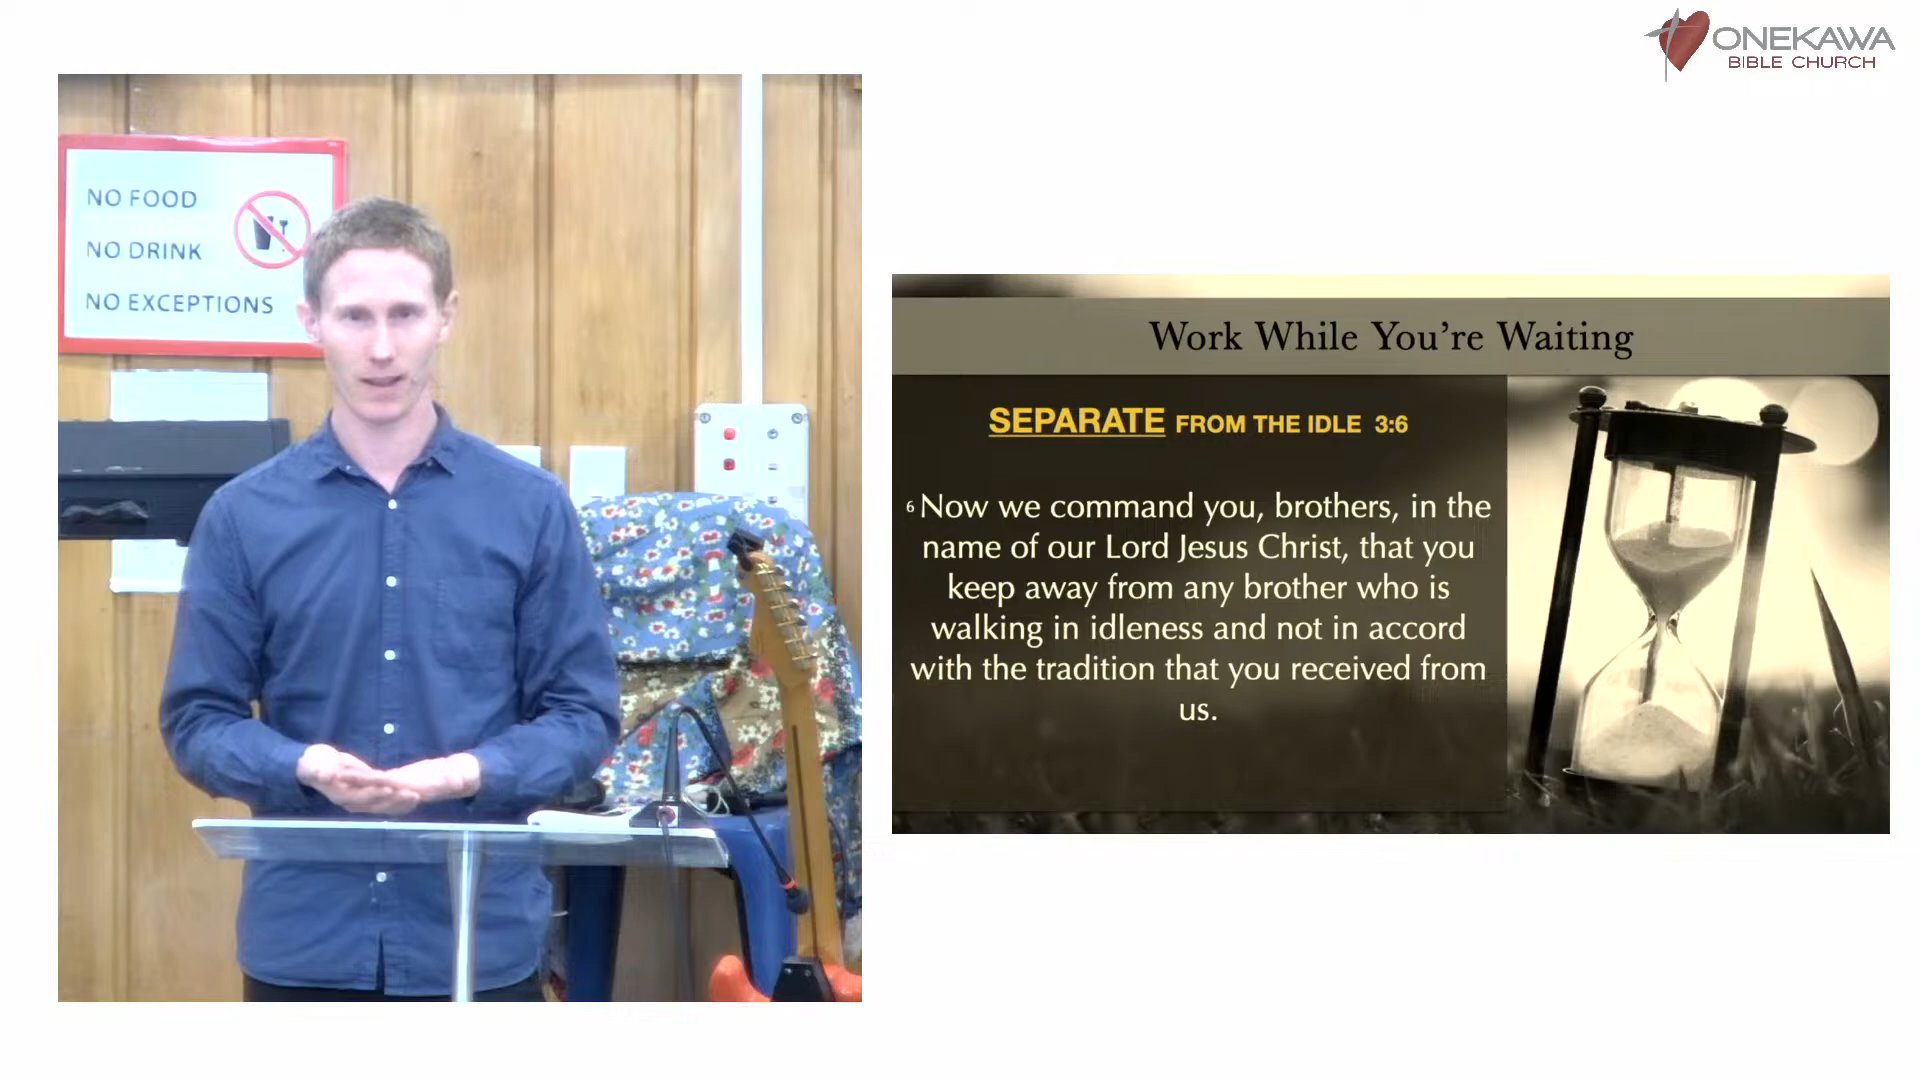 ONEKAWA
BIBLE CHURCH
NO FOOD
NO DRINK
NO EXCEPTIONS
Work While You're Waiting
SEPARATE FROM THE IDLE 3:6
6 Now we command you, brothers, in the
name of our Lord Jesus Christ, that you
keep away from any brother who is
walking in idleness and not in accord
with the tradition that you received from
us.